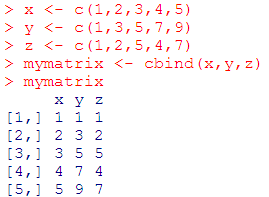 > x <- c(1,2,3,4,5)
> y <- c(1,3,5,7,9)
> z <- c(1,2,5,4,7)
> mymatrix <- cbind(x,y,z)
> mymatrix
     x y z
[1,] 1 1 1
[2,] 2 3 2
[3,] 3 5 5
[4,] 4 7 4
[5,] 5 9 7